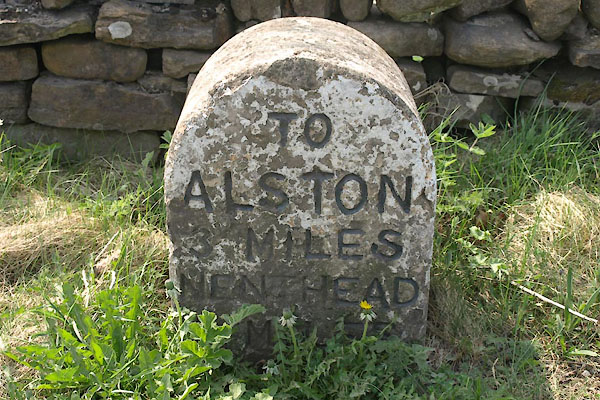 TO
ALSTON
3 MILES
NENTHEAD